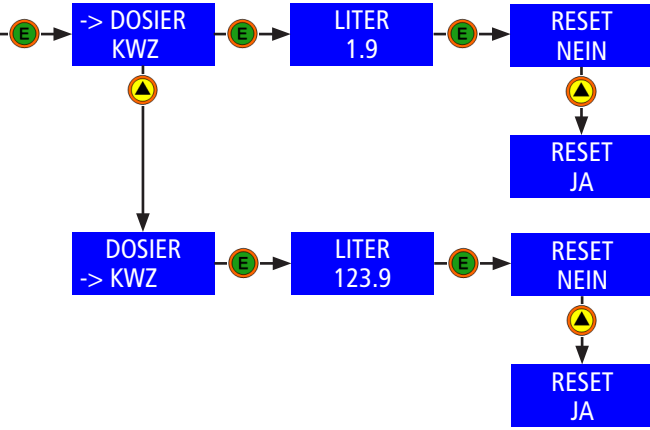 E
-> DOSIER
KWZ
E
LITER
1.9
E
RESET
NEIN
RESET
JA
DOSIER
-> KWZ
E
LITER
123.9
E
RESET
NEIN
RESET
JA